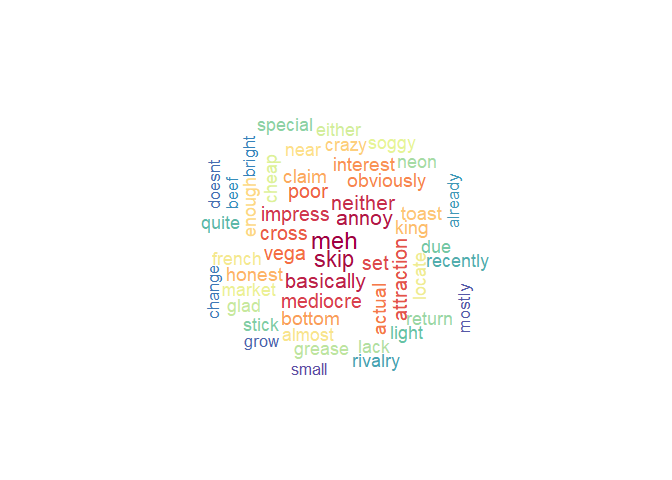 special
either
bright
near
crazy
soggy
doesnt
beef
cheap
claim
interest
neon
enough
poor
obviously
already
quite
impress
neither
annoy
toast
king
cross
meh
due
french
vega
skip
set
attraction
locate
recently
honest
basically
change
market
mediocre
actual
mostly
glad
bottom
return
stick
almost
light
grow
grease
lack
rivalry
small